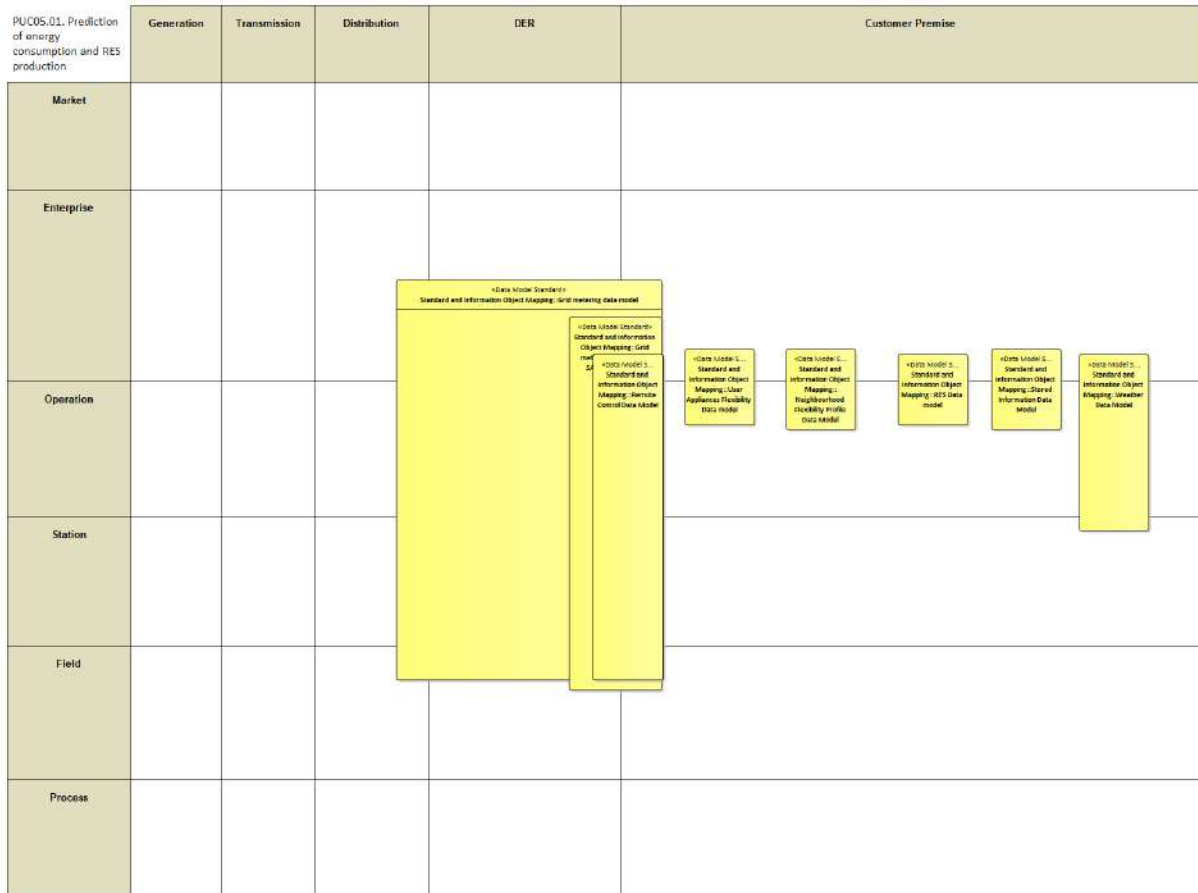 PUC05.01. Prediction
of energy
consumption and RES
production
Generation
Transmission
Distribution
DER
Customer Premise
Market
Enterprise
Operation
Station
Field
Process
«Data Model Standard»
Standard and Information Object Mapping::Grid metering data model
«Data Model Standard»
Standard and Information
Object Mapping::Grid
«Data Model S...
Standard and
Information Object
Mapping::Remote
Control Data Model
«Data Model S...
Standard and
Information Object
Mapping::User
Appliances Flexibility
Data model
«Data Model S...
Standard and
Information Object
Mapping::
Neighbourhood
Flexibility Profile
Data Model
«Data Model S...
Standard and
Information Object
Mapping::RES Data
model
«Data Model S...
Standard and
Information Object
Mapping::Stored
Information Data
Model
«Data Model S...
Standard and
Information Object
Mapping::Weather
Data Model